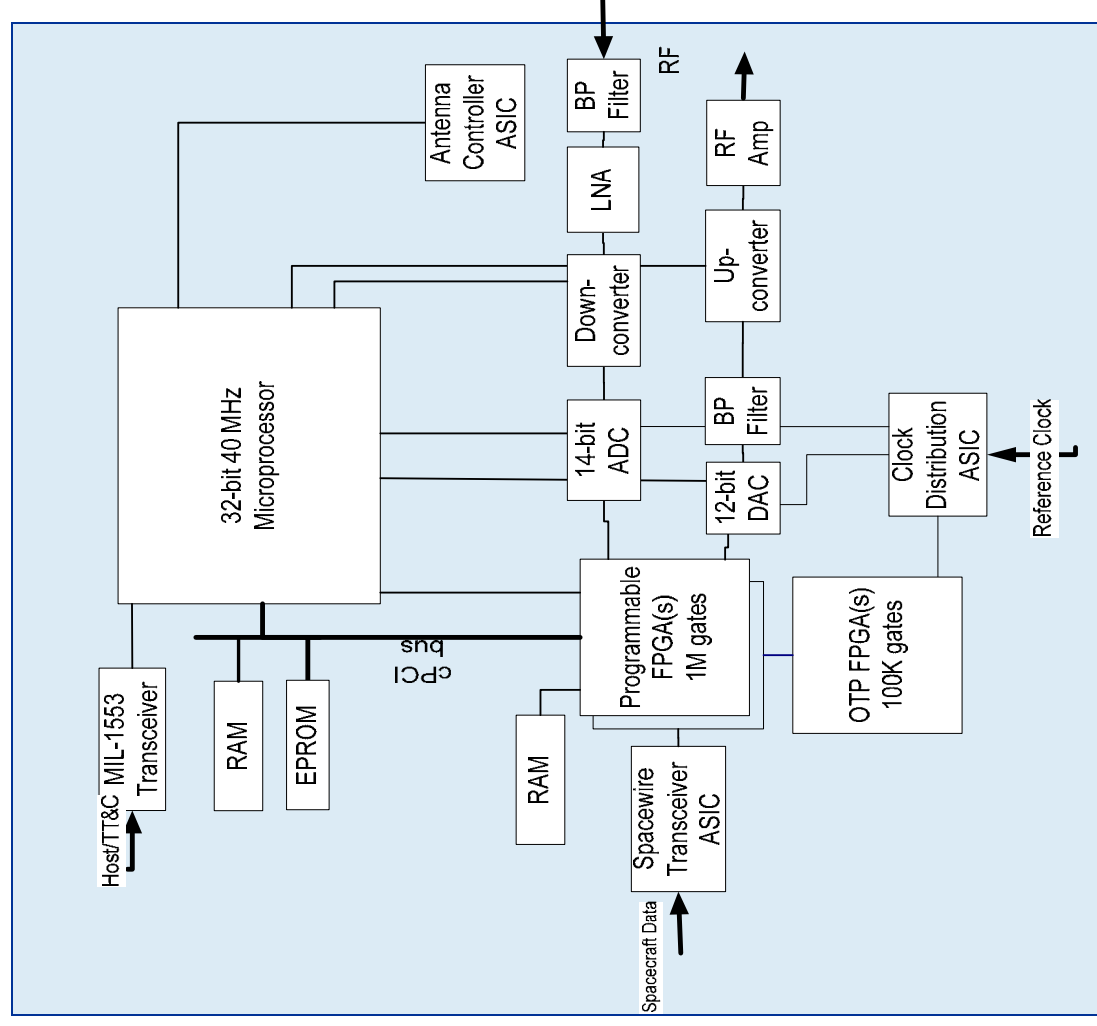 Host/TT&C
MIL-1553
Transceiver
RAM
EPROM
cPCI
bus
32-bit 40 MHz
Microprocessor
Antenna
Controller
ASIC
RAM
Spacecraft Data
Spacewire
Transceiver
ASIC
Programmable
FPGA(s)
1M gates
14-bit
ADC
Down-
converter
LNA
BP
Filter
RF
12-bit
DAC
BP
Filter
Up-
converter
RF
Amp
OTP FPGA(s)
100K gates
Clock
Distribution
ASIC
Reference Clock